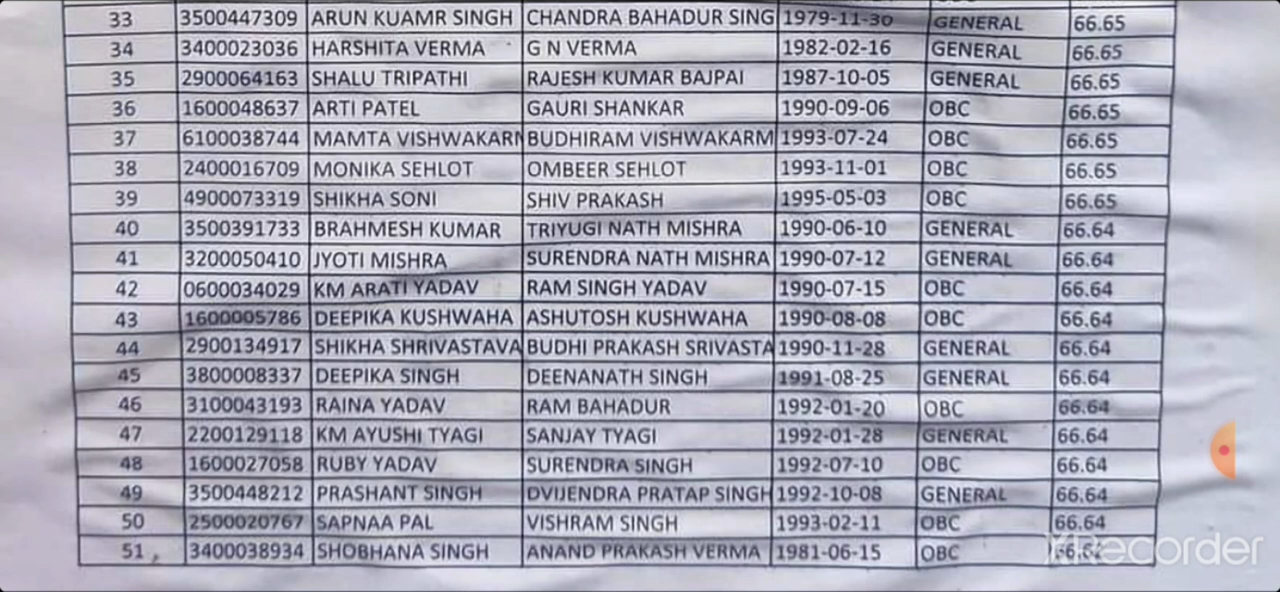 33 3500447309 ARUN KUAMR SINGH CHANDRA BAHADUR SING 1979-11-30 GENERAL 66.65
34 3400023036 HARSHITA VERMA G N VERMA 1982-02-16 GENERAL 66.65
35 2900064163 SHALU TRIPATHI RAJESH KUMAR BAJPAI 1987-10-05 GENERAL 66.65
36 1600048637 ARTI PATEL GAURI SHANKAR 1990-09-06 OBC 66.65
37 6100038744 MAMTA VISHWAKARN BUDHIRAM VISHWAKARM 1993-07-24 OBC 66.65
38 2400016709 MONIKA SEHLOT OMBEER SEHLOT 1993-11-01 OBC 66.65
39 4900073319 SHIKHA SONI SHIV PRAKASH 1995-05-03 OBC 66.65
40 3500391733 BRAHMESH KUMAR TRIYUGI NATH MISHRA 1990-06-10 GENERAL 66.64
41 3200050410 JYOTI MISHRA SURENDRA NATH MISHRA 1990-07-12 GENERAL 66.64
42 0600034029 KM ARATI YADAV RAM SINGH YADAV 1990-07-15 OBC 66.64
43 1600005786 DEEPIKA KUSHWAHA ASHUTOSH KUSHWAHA 1990-08-08 OBC 66.64
44 2900134917 SHIKHA SHRIVASTAVA BUDHI PRAKASH SRIVASTA 1990-11-28 GENERAL 66.64
45 3800008337 DEEPIKA SINGH DEENANATH SINGH 1991-08-25 GENERAL 66.64
46 3100043193 RAINA YADAV RAM BAHADUR 1992-01-20 OBC 66.64
47 2200129118 KM AYUSHI TYAGI SANJAY TYAGI 1992-01-28 GENERAL 66.64
48 1600027058 RUBY YADAV SURENDRA SINGH 1992-07-10 OBC 66.64
49 3500448212 PRASHANT SINGH DVIJENDRA PRATAP SINGH 1992-10-08 GENERAL 66.64
50 2500020767 SAPNAA PAL VISHRAM SINGH 1993-02-11 OBC 66.64
51 3400038934 SHOBHANA SINGH ANAND PRAKASH VERMA 1981-06-15 OBC
XRecorder